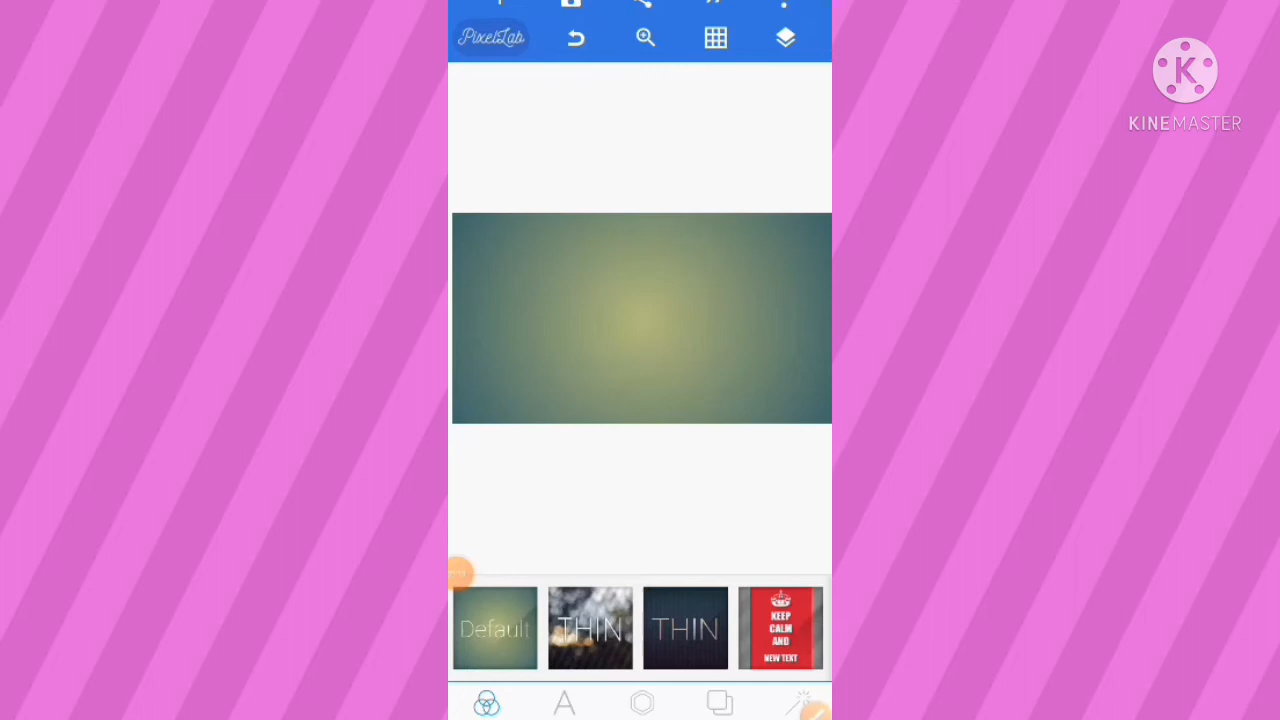 PixelLab
KINEMASTER
K
Default
THIN
THIN
KEEP
CALM
AND
NEW TEXT